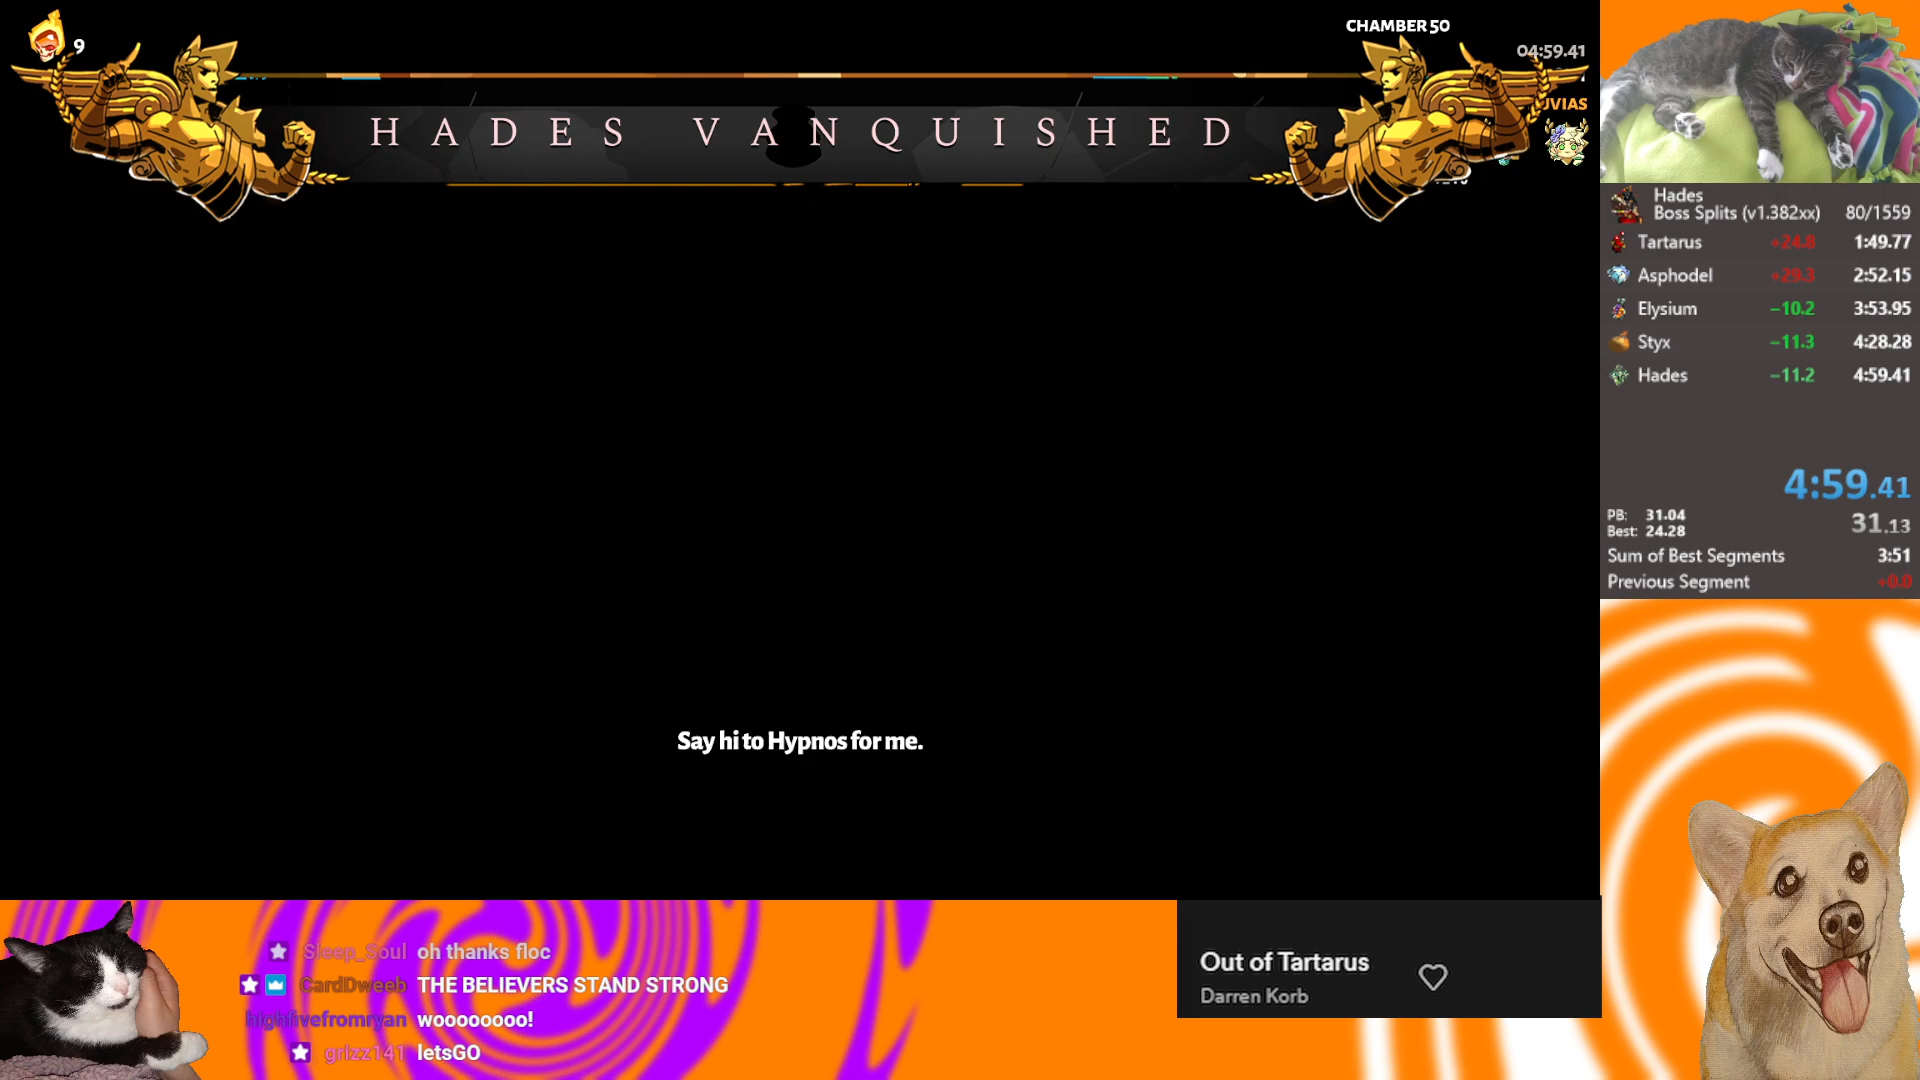 9
CHAMBER 50
04:59.41
HADES VANQUISHED
Say hi to Hypnos for me.
Hades
Boss Splits (v1.382xx) 80/1559
Tartarus +24.8 1:49.77
Asphodel +29.3 2:52.15
Elysium −10.2 3:53.95
Styx −11.3 4:28.28
Hades −11.2 4:59.41
4:59.41
PB: 31.04
31.13
Best: 24.28
Sum of Best Segments 3:51
Previous Segment +0.0
Sleep_Soul oh thanks floc
CardDweeb THE BELIEVERS STAND STRONG
highfivefromryan woooooooo!
grizz141 letsGO
Out of Tartarus
Darren Korb